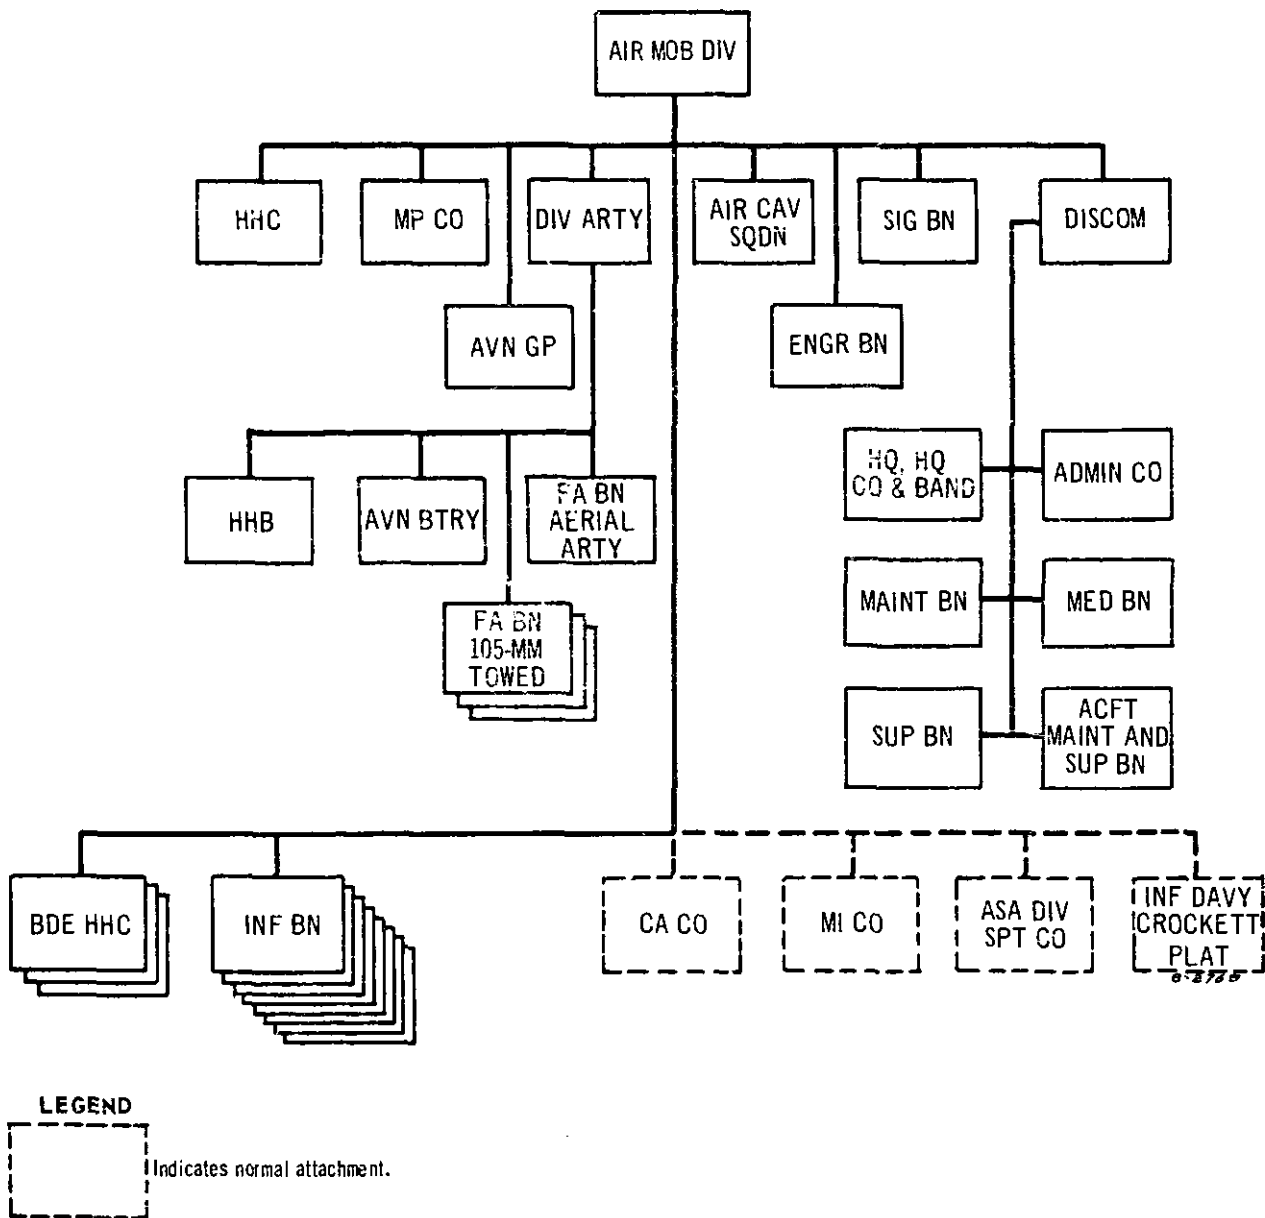 AIR MOB DIV
HHC
MP CO
DIV ARTY
AIR CAV
SQDN
SIG BN
DISCOM
AVN GP
ENGR BN
HHB
AVN BTRY
FA BN
AERIAL
ARTY
HQ, HQ
CO & BAND
ADMIN CO
FA BN
105-MM
TOWED
MAINT BN
MED BN
SUP BN
ACFT
MAINT AND
SUP BN
BDE HHC
INF BN
CA CO
MI CO
ASA DIV
SPT CO
INF DAVY
CROCKETT
PLAT
LEGEND
Indicates normal attachment.